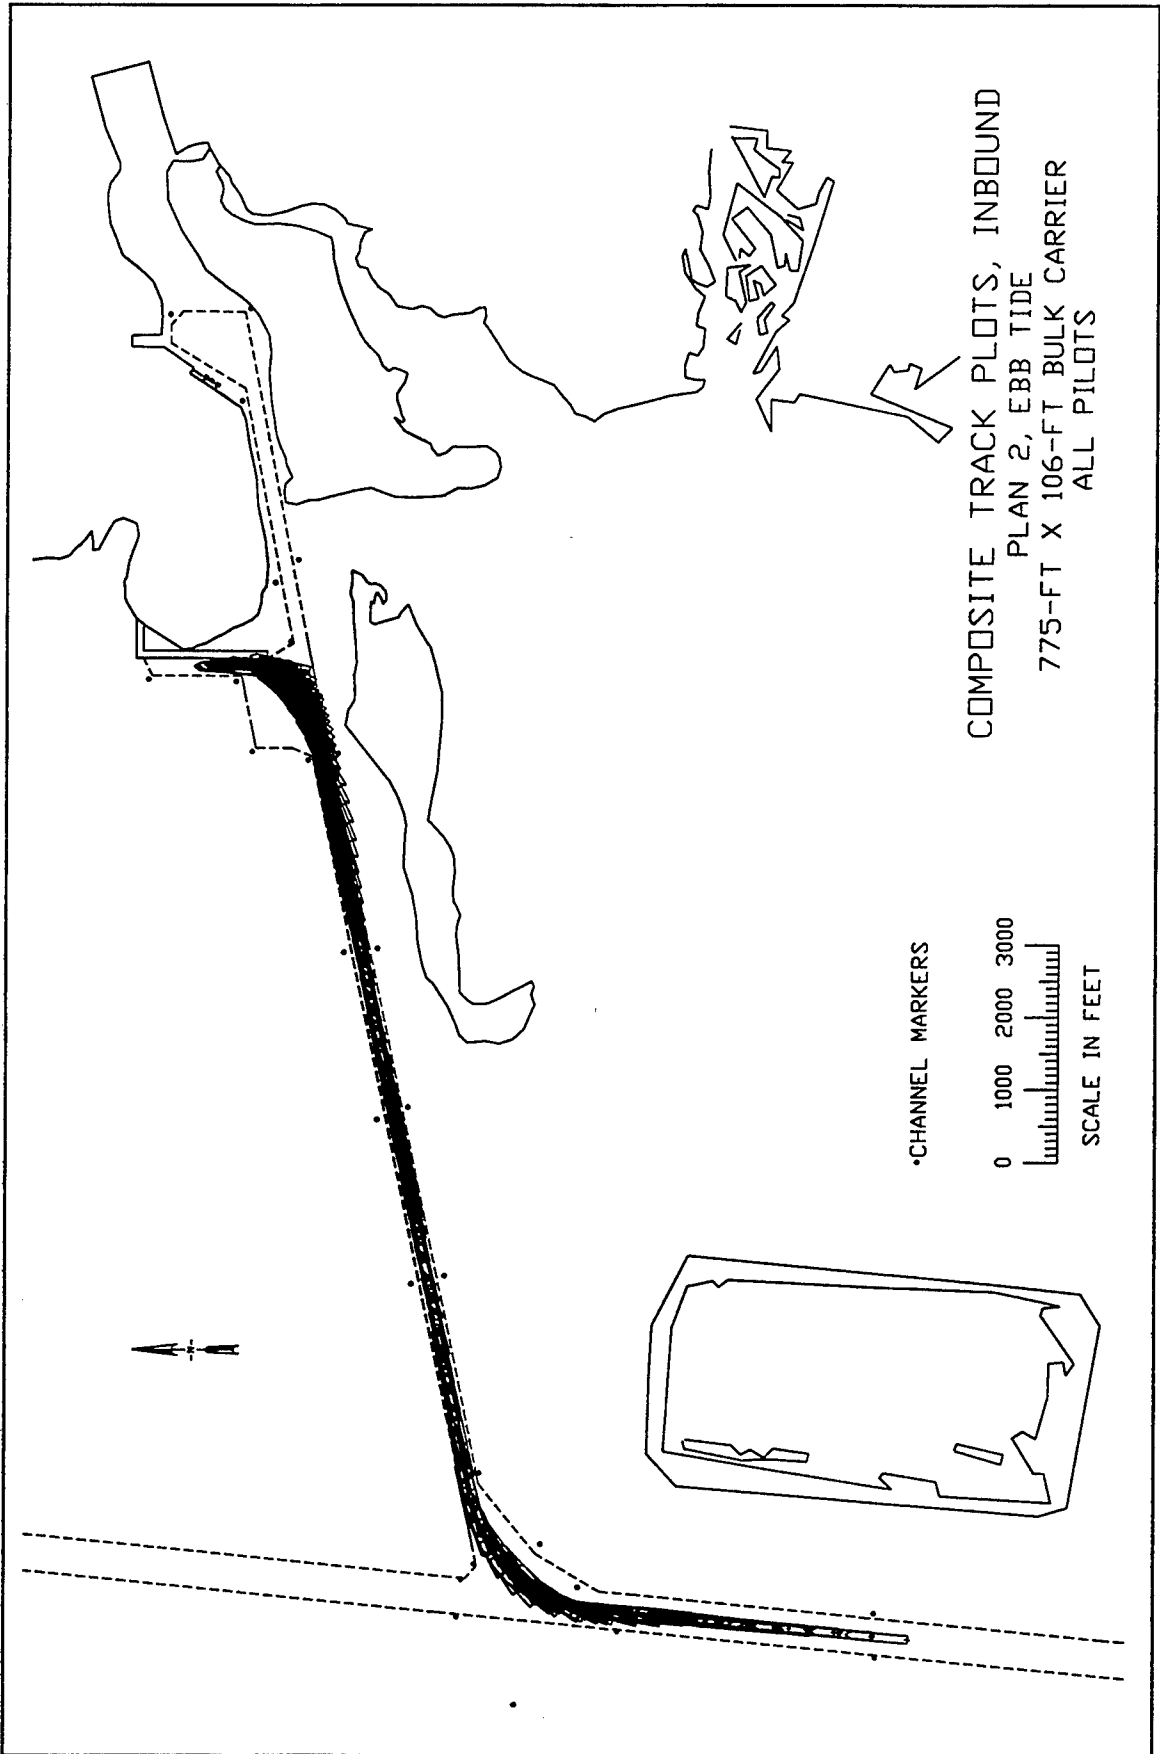 COMPOSITE TRACK PLOTS, INBOUND
PLAN 2, EBB TIDE
775-FT X 106-FT BULK CARRIER
ALL PILOTS
•CHANNEL MARKERS
0 1000 2000 3000
SCALE IN FEET
N